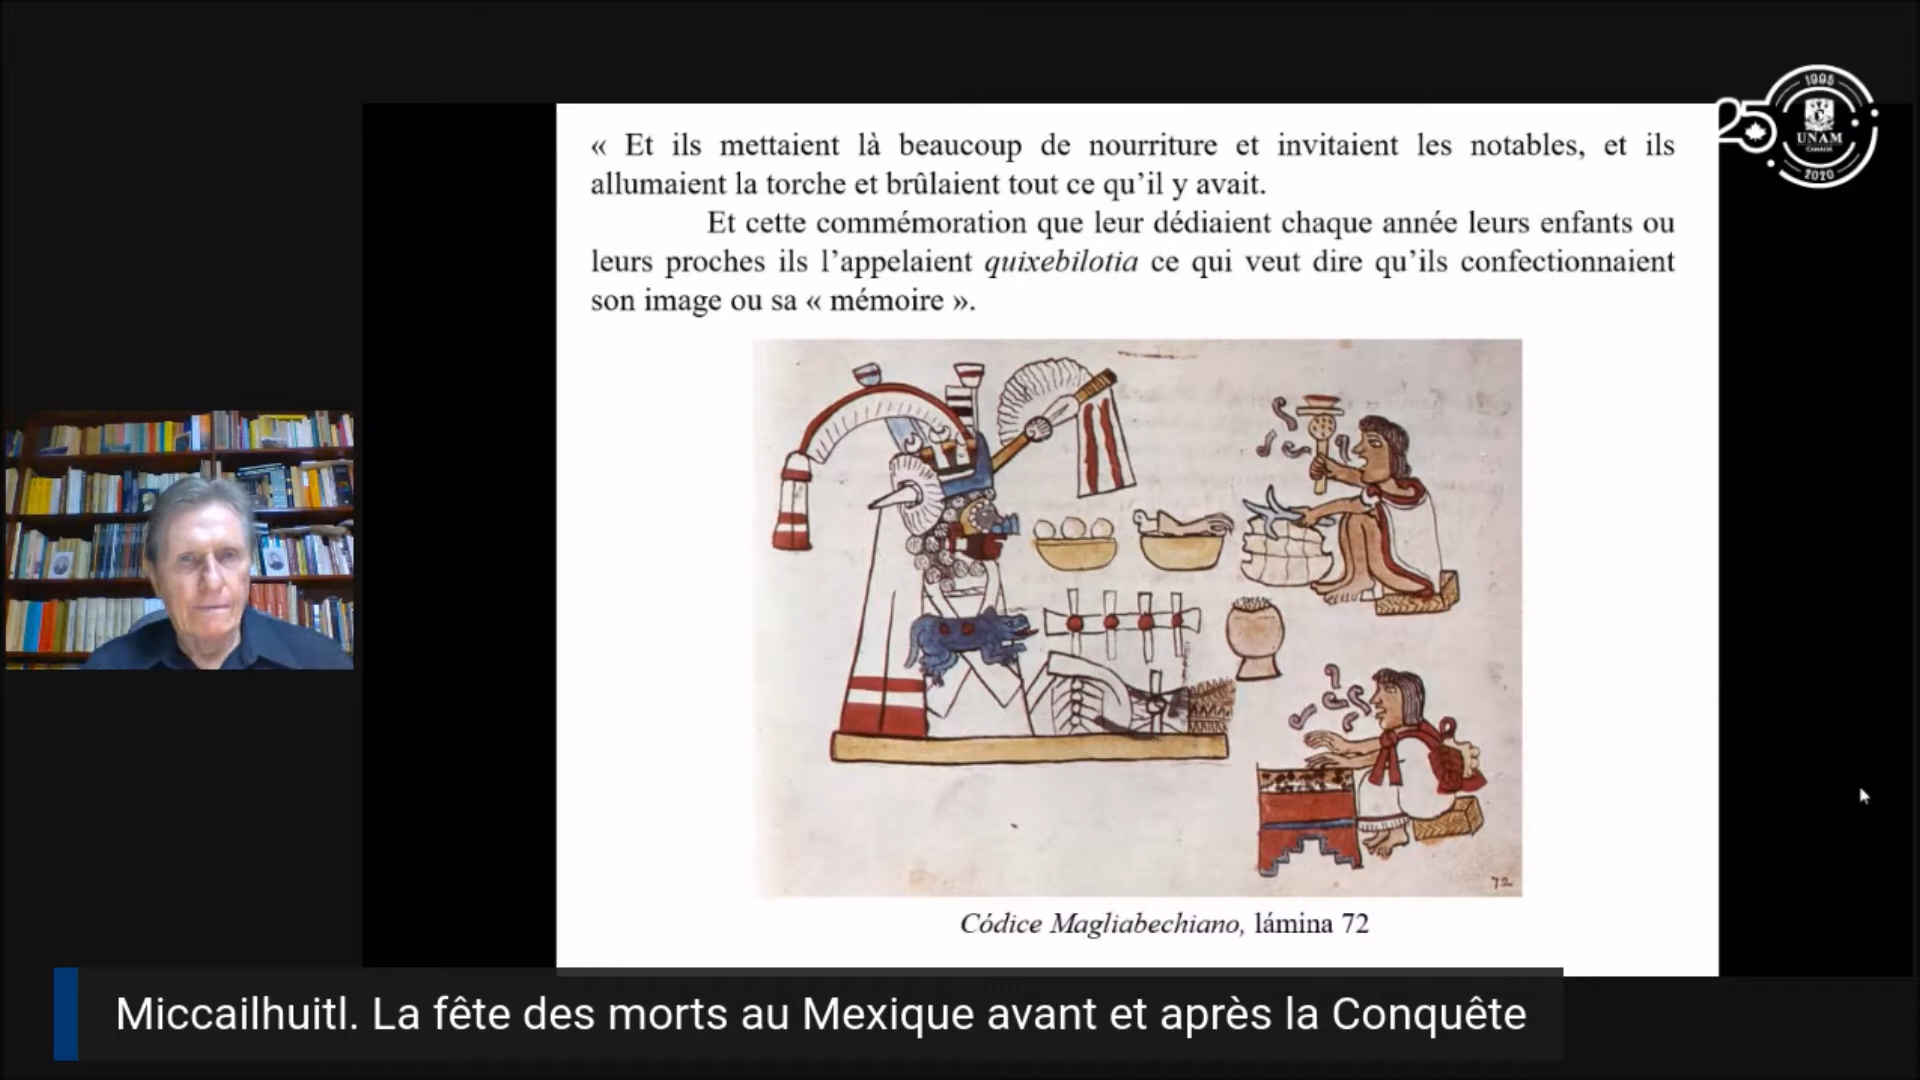 « Et ils mettaient là beaucoup de nourriture et invitaient les notables, et ils
allumaient la torche et brûlaient tout ce qu’il y avait.
Et cette commémoration que leur dédiaient chaque année leurs enfants ou
leurs proches ils l’appelaient quixebilotia ce qui veut dire qu’ils confectionnaient
son image ou sa « mémoire ».
72
Códice Magliabechiano, lámina 72
Miccailhuitl. La fête des morts au Mexique avant et après la Conquête
25
1995
UNAM
CANADÁ
2020